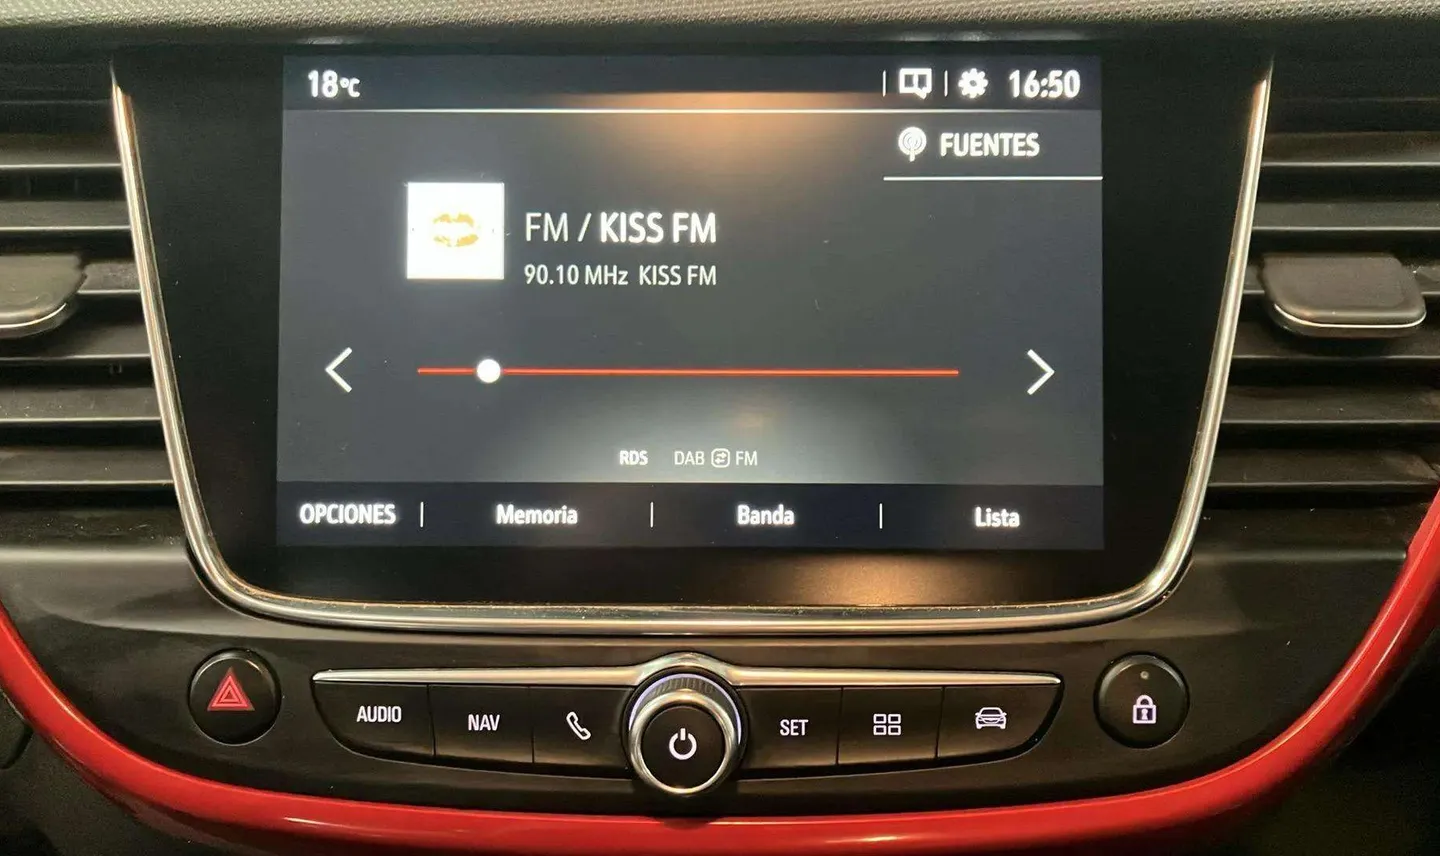 18°C 16:50
FUENTES
FM / KISS FM
90.10 MHz KISS FM
RDS DAB FM
OPCIONES | Memoria | Banda | Lista
AUDIO NAV SET